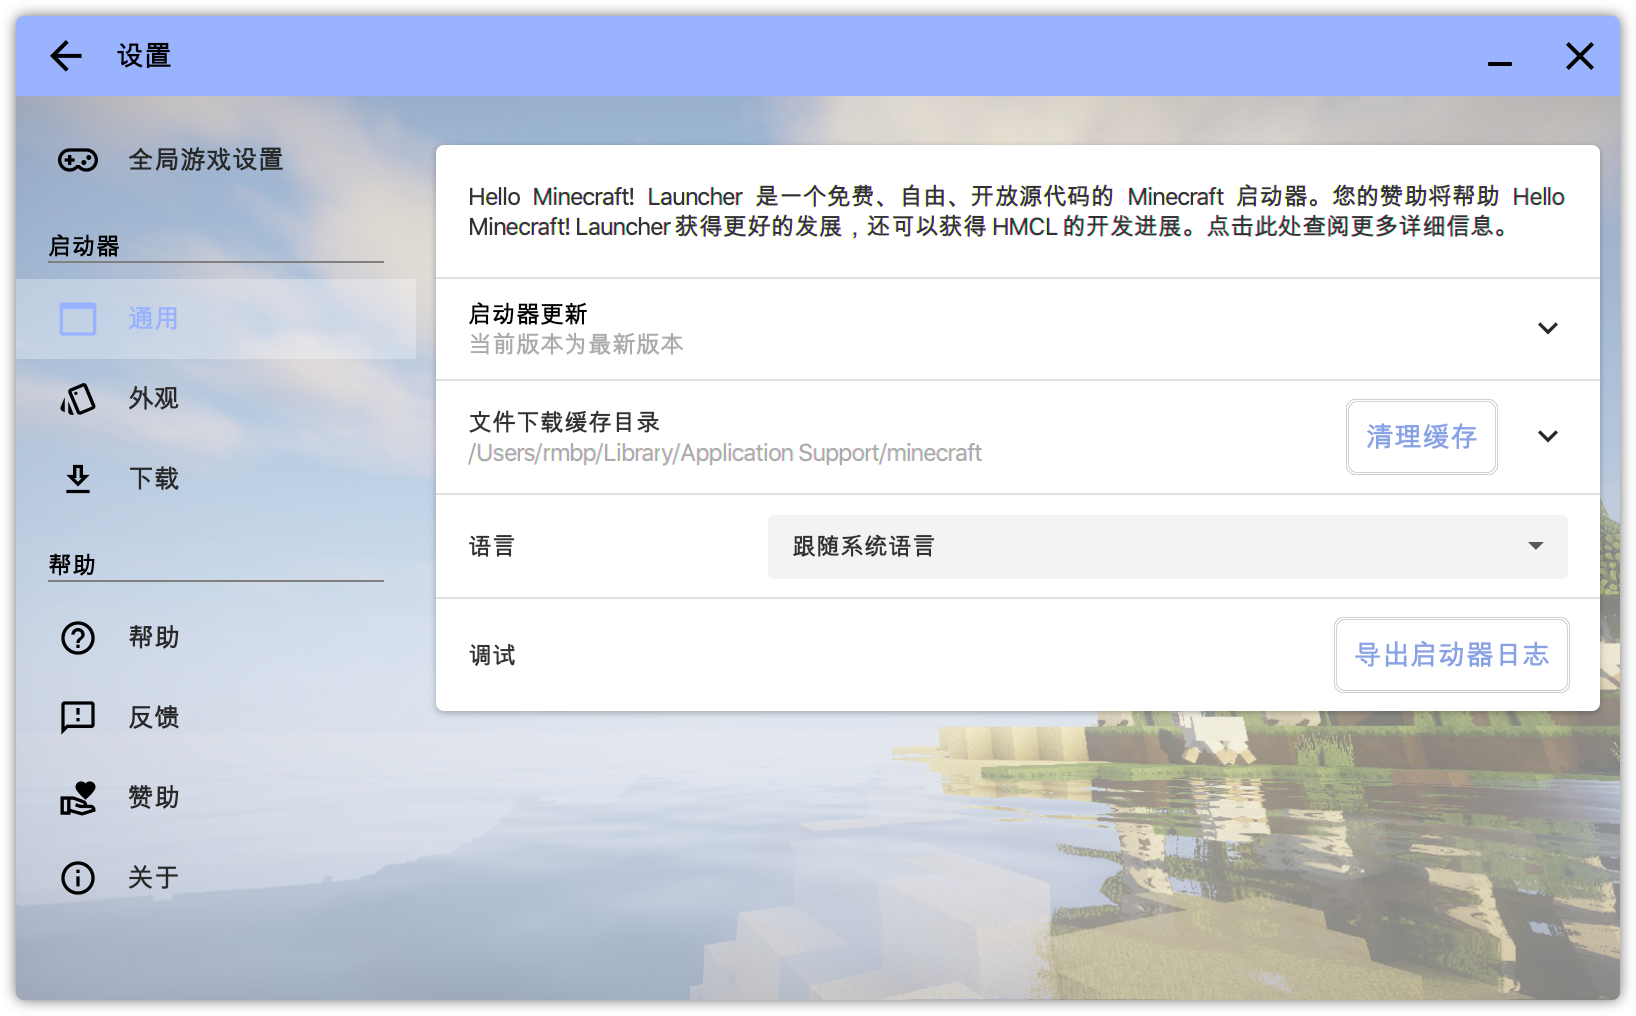 设置
全局游戏设置
启动器
通用
外观
下载
帮助
帮助
反馈
赞助
关于
Hello Minecraft! Launcher 是一个免费、自由、开放源代码的 Minecraft 启动器。您的赞助将帮助 Hello
Minecraft! Launcher 获得更好的发展，还可以获得 HMCL 的开发进展。点击此处查阅更多详细信息。
启动器更新
当前版本为最新版本
文件下载缓存目录
/Users/rmbp/Library/Application Support/minecraft
清理缓存
语言
跟随系统语言
调试
导出启动器日志